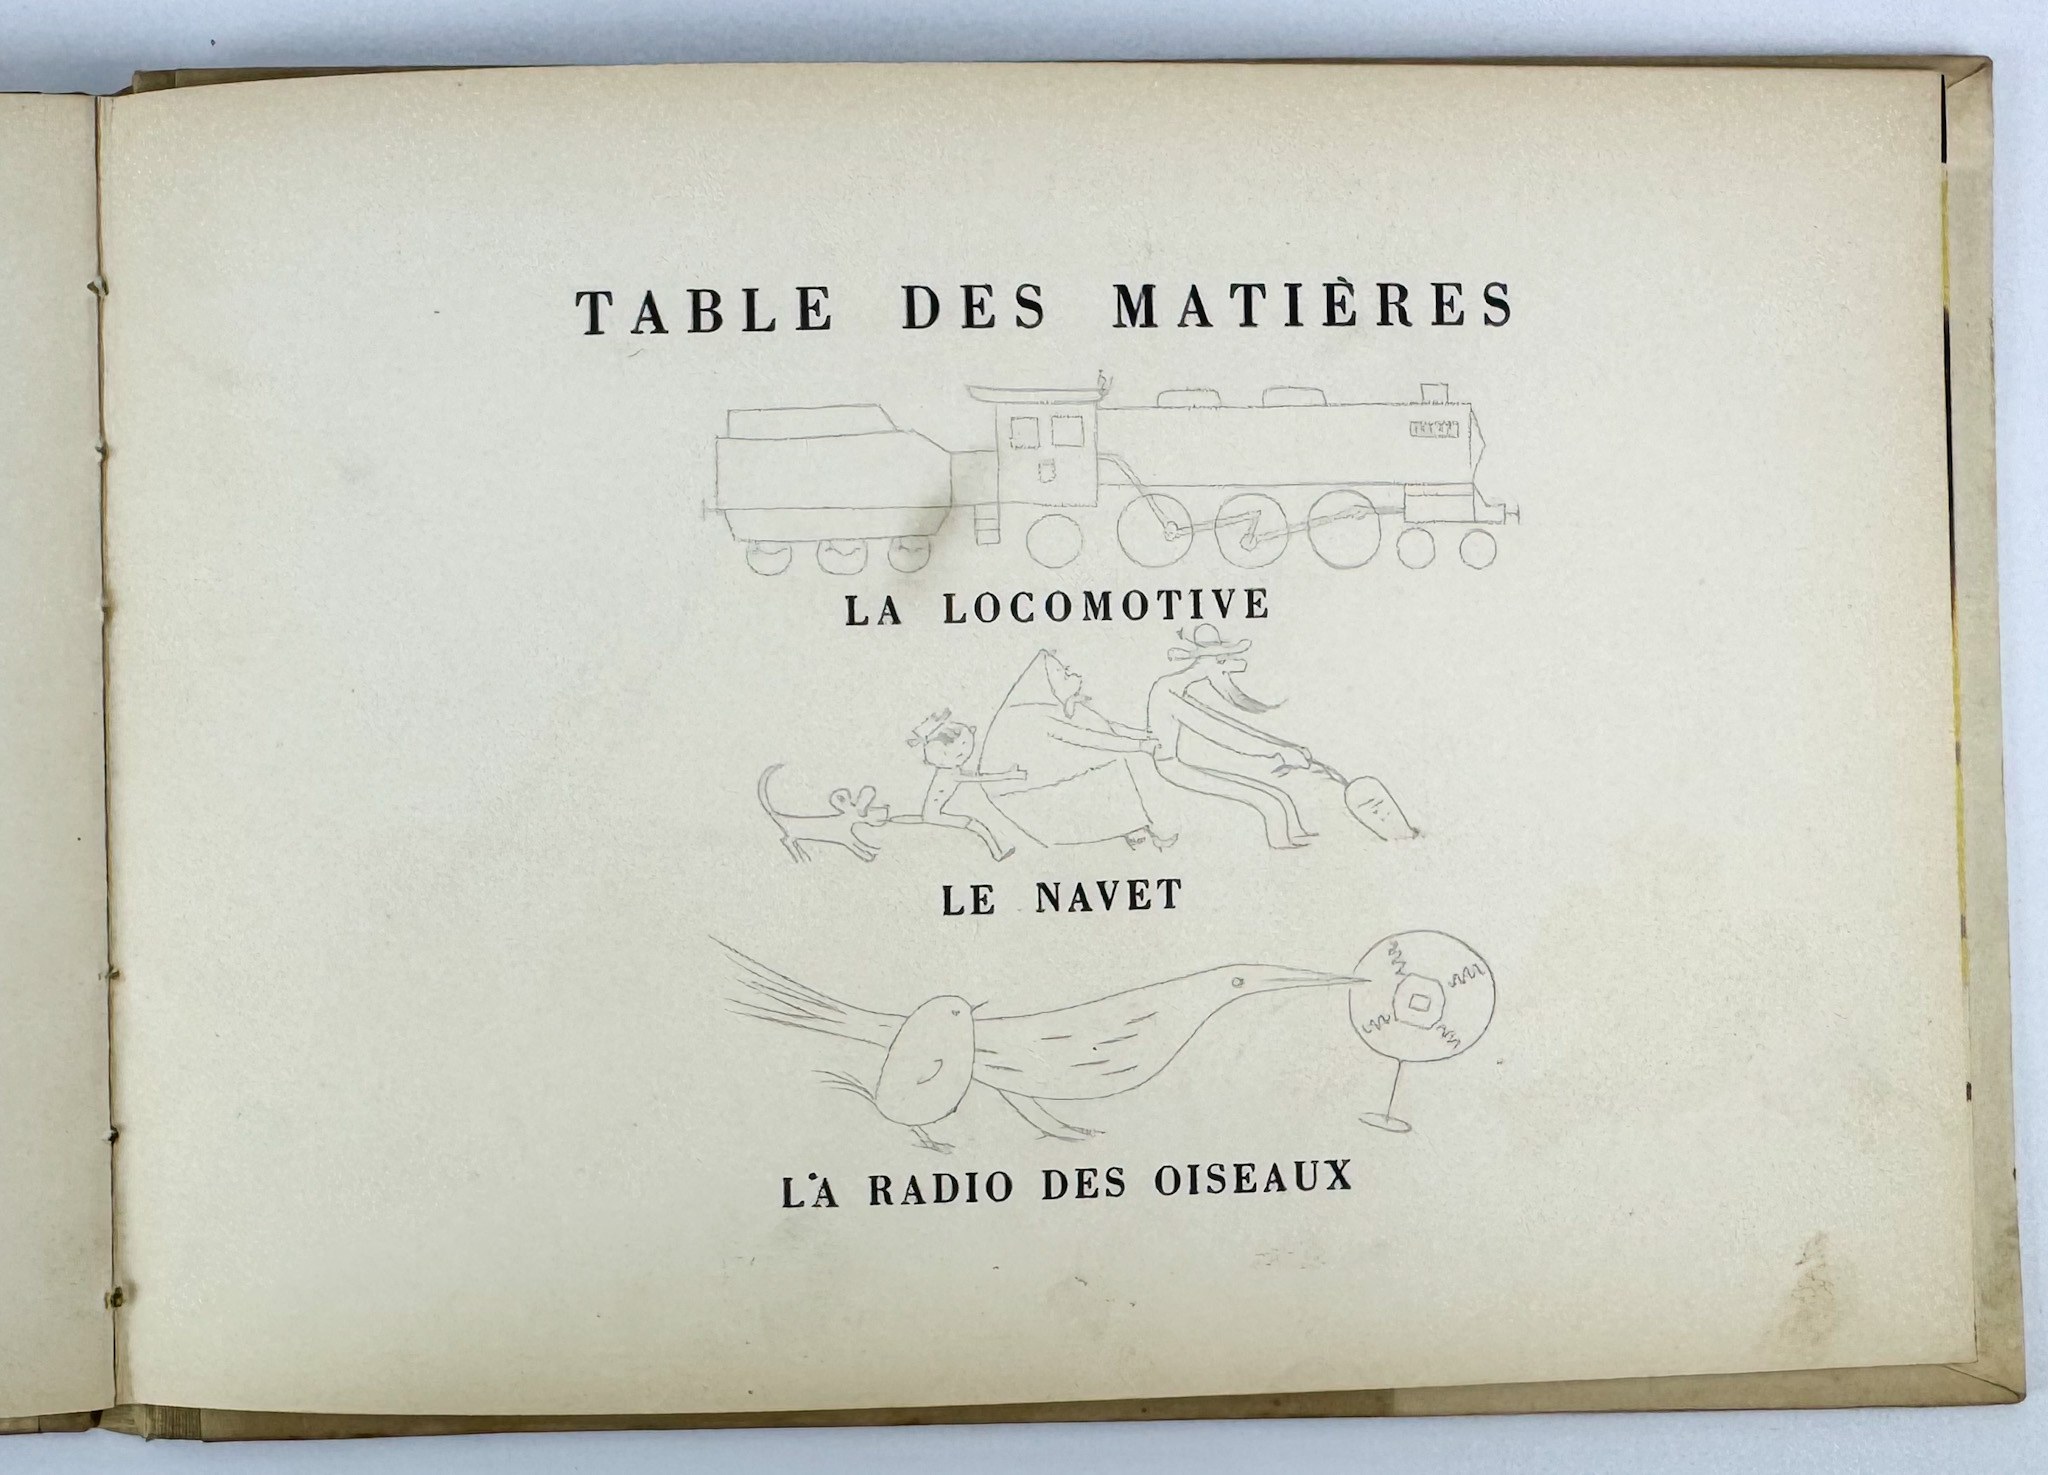 TABLE DES MATIÈRES
LA LOCOMOTIVE
LE NAVET
LA RADIO DES OISEAUX